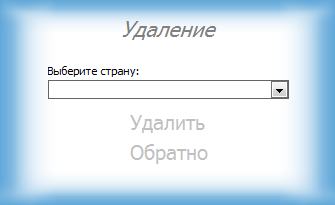 Удаление
Выберите страну:
Удалить
Обратно